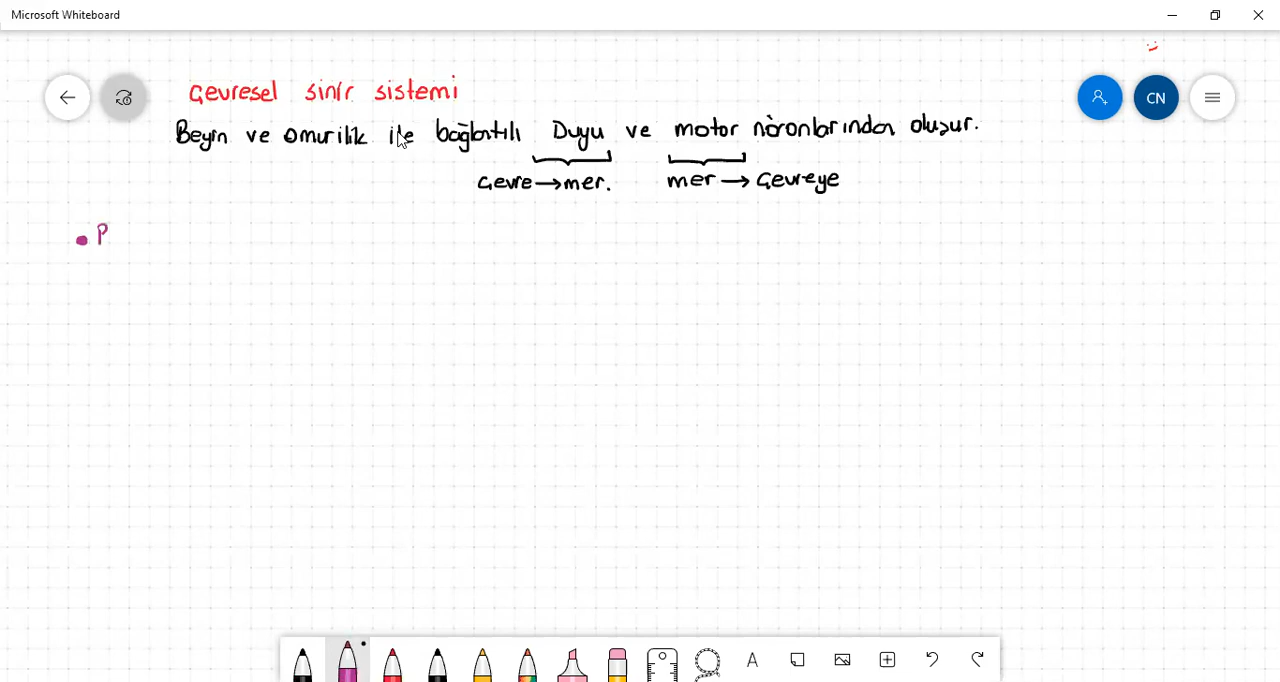 Microsoft Whiteboard
CN
Çevresel sinir sistemi
Beyin ve omurilik ile bağlantılı Duyu ve motor nöronlarından oluşur.
çevre → mer. mer → çevreye
• P
A